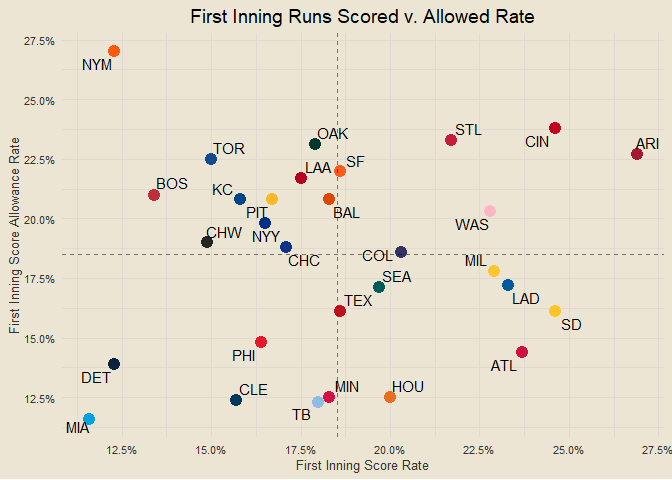 First Inning Runs Scored v. Allowed Rate
27.5%
NYM
25.0%
OAK
STL
CIN
ARI
TOR
22.5%
LAA
SF
BOS
KC
PIT
BAL
20.0%
WAS
CHW
NYY
CHC
COL
MIL
SEA
17.5%
TEX
LAD
SD
15.0%
PHI
ATL
DET
CLE
MIN
HOU
12.5%
TB
MIA
12.5%
15.0%
17.5%
20.0%
22.5%
25.0%
27.5%
First Inning Score Rate
First Inning Score Allowance Rate